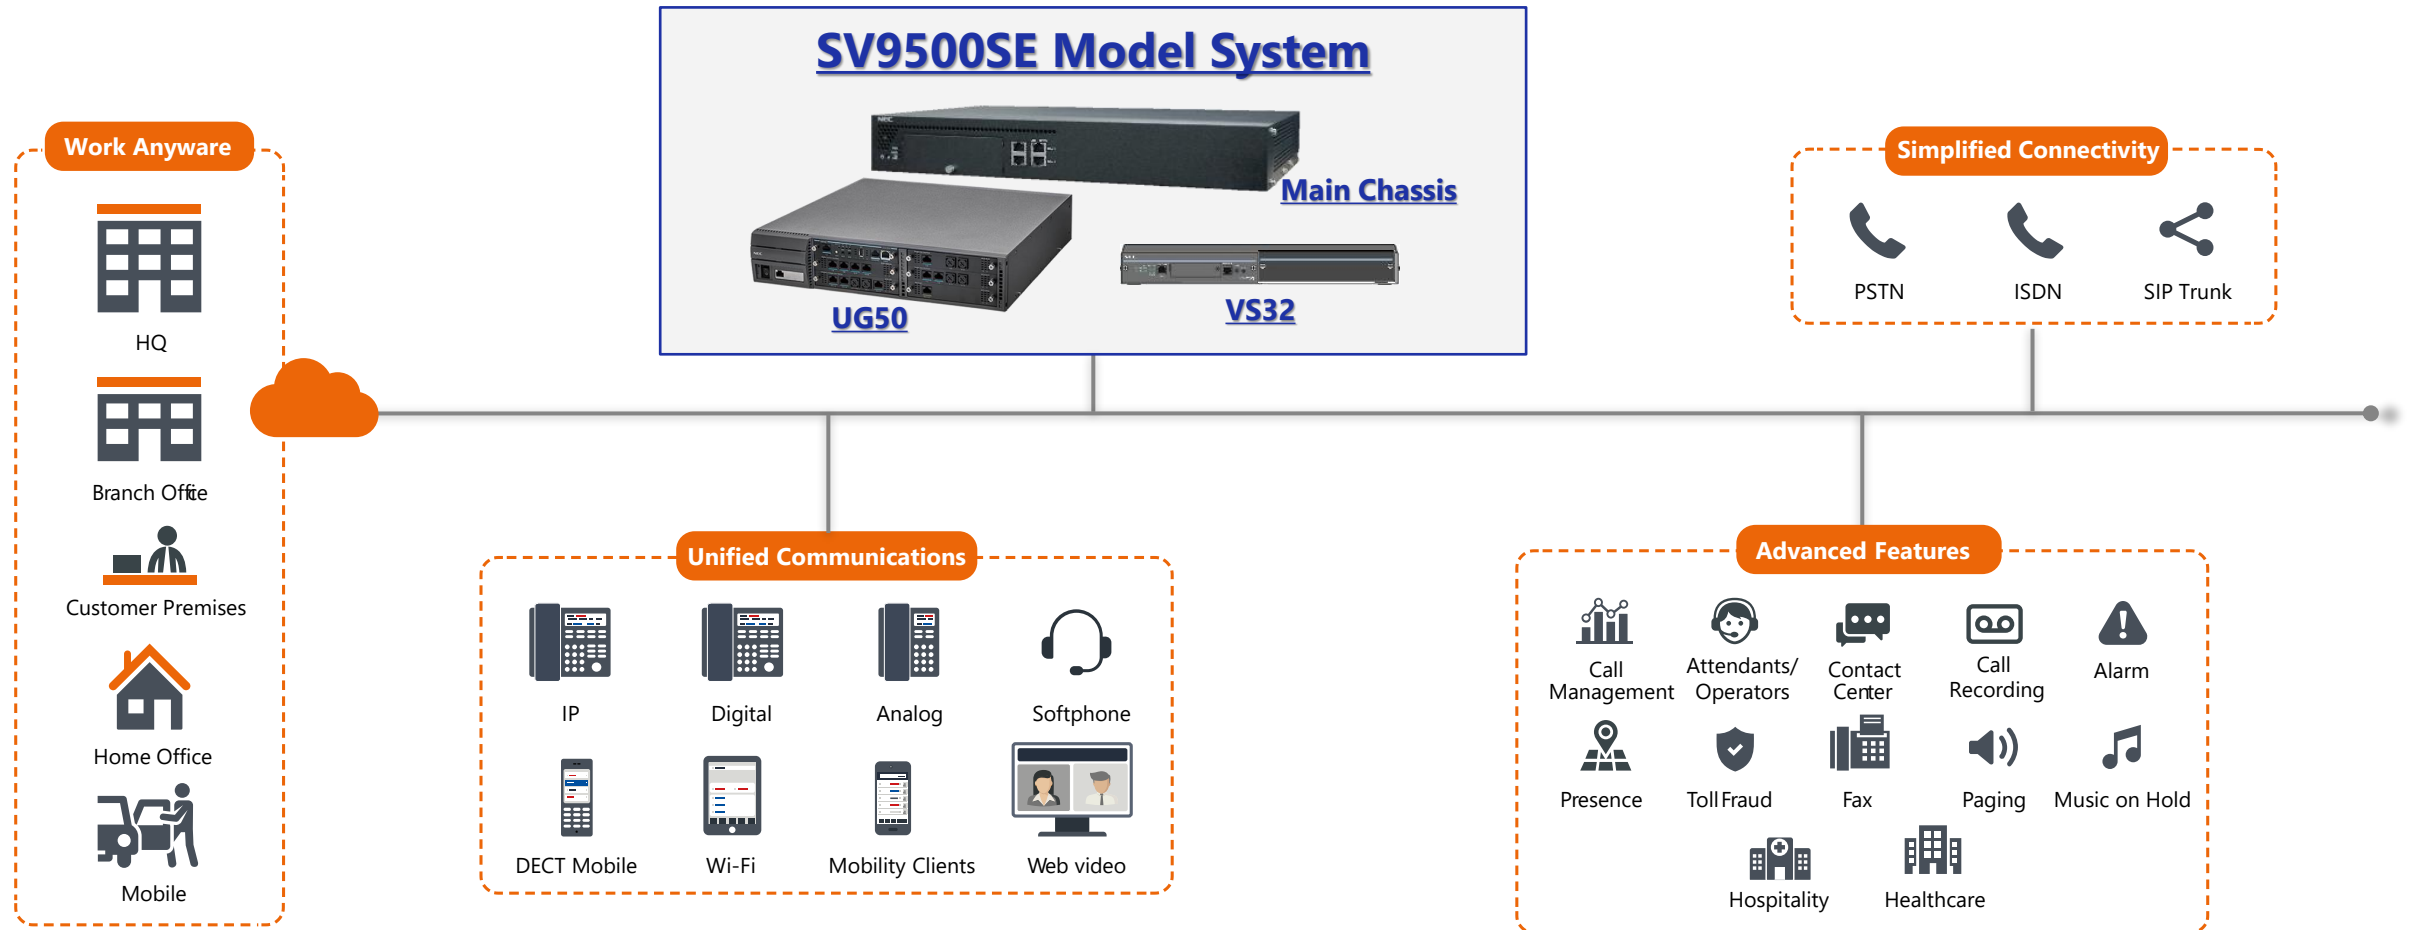 SV9500SE Model System
NEC
Main Chassis
UG50
VS32
Work Anyware
HQ
Branch Office
Customer Premises
Home Office
Mobile
Simplified Connectivity
PSTN
ISDN
SIP Trunk
Unified Communications
IP
Digital
Analog
Softphone
DECT Mobile
Wi-Fi
Mobility Clients
Web video
Advanced Features
Call
Management
Attendants/
Operators
Contact
Center
Call
Recording
Alarm
Presence
Toll Fraud
Fax
Paging
Music on Hold
Hospitality
Healthcare